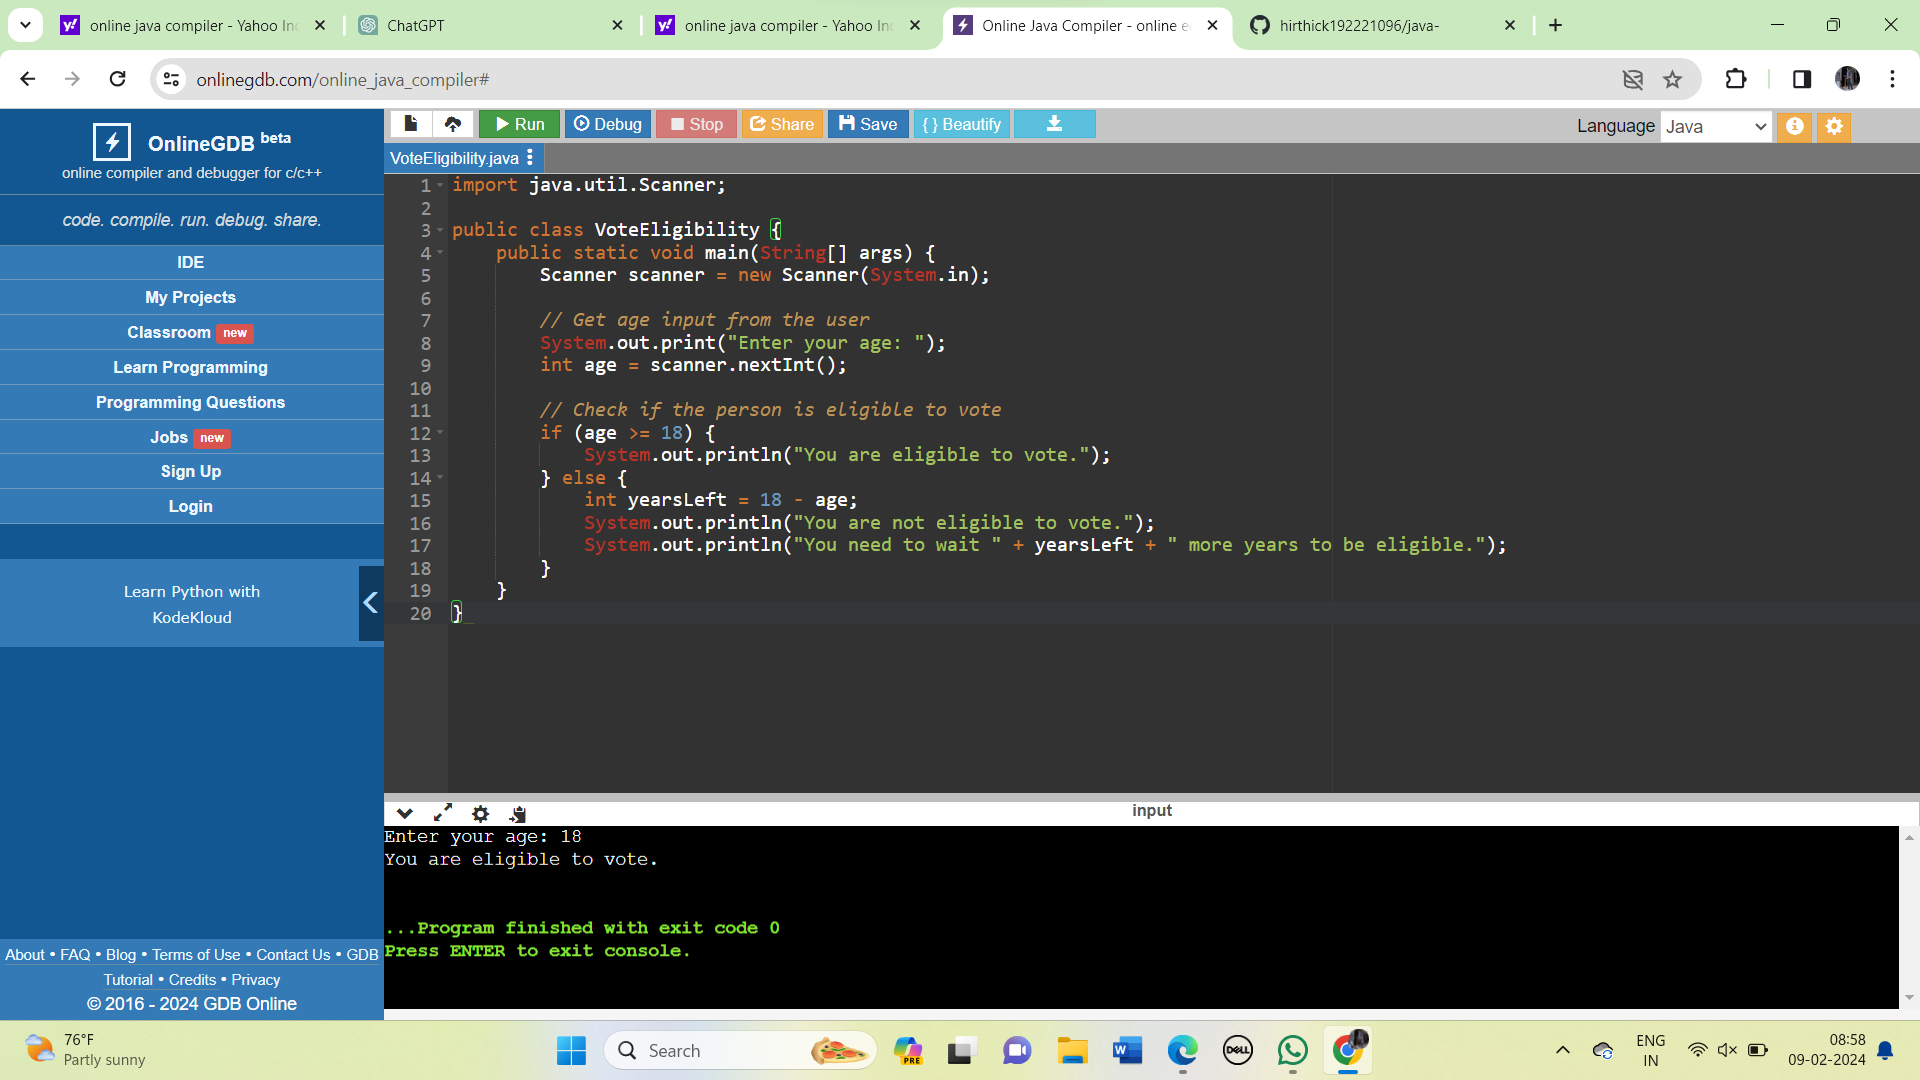 online java compiler - Yahoo In
ChatGPT
online java compiler - Yahoo In
Online Java Compiler - online e
hirthick192221096/java-
onlinegdb.com/online_java_compiler#
OnlineGDB beta
online compiler and debugger for c/c++
code. compile. run. debug. share.
IDE
My Projects
Classroom new
Learn Programming
Programming Questions
Jobs new
Sign Up
Login
Learn Python with
KodeKloud
About • FAQ • Blog • Terms of Use • Contact Us • GDB
Tutorial • Credits • Privacy
© 2016 - 2024 GDB Online
Run Debug Stop Share Save { } Beautify
Language Java
VoteEligibility.java
1 import java.util.Scanner;
2
3 public class VoteEligibility {
4 public static void main(String[] args) {
5 Scanner scanner = new Scanner(System.in);
6
7 // Get age input from the user
8 System.out.print("Enter your age: ");
9 int age = scanner.nextInt();
10
11 // Check if the person is eligible to vote
12 if (age >= 18) {
13 System.out.println("You are eligible to vote.");
14 } else {
15 int yearsLeft = 18 - age;
16 System.out.println("You are not eligible to vote.");
17 System.out.println("You need to wait " + yearsLeft + " more years to be eligible.");
18 }
19 }
20 }
input
Enter your age: 18
You are eligible to vote.
...Program finished with exit code 0
Press ENTER to exit console.
76°F
Partly sunny
Search
PRE
W
DELL
ENG
IN
08:58
09-02-2024